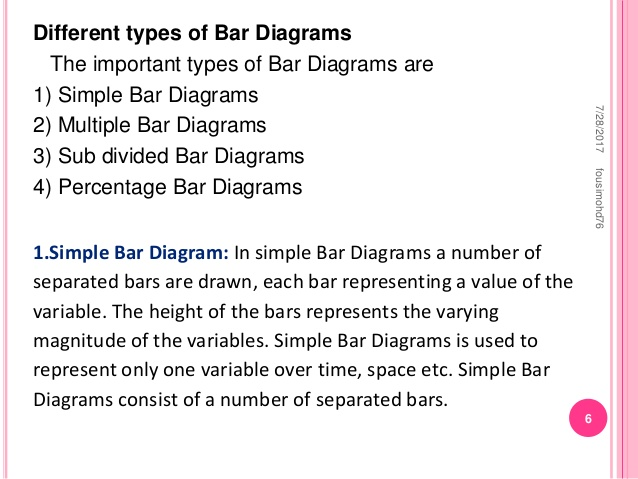 Different types of Bar Diagrams
The important types of Bar Diagrams are
1) Simple Bar Diagrams
2) Multiple Bar Diagrams
3) Sub divided Bar Diagrams
4) Percentage Bar Diagrams
1.Simple Bar Diagram: In simple Bar Diagrams a number of
separated bars are drawn, each bar representing a value of the
variable. The height of the bars represents the varying
magnitude of the variables. Simple Bar Diagrams is used to
represent only one variable over time, space etc. Simple Bar
Diagrams consist of a number of separated bars.
7/28/2017 fousimohd76
6